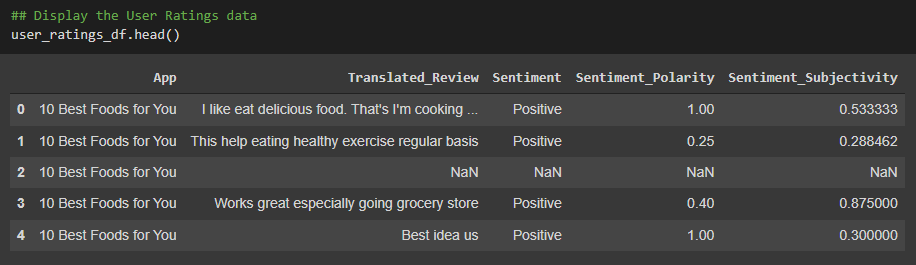 ## Display the User Ratings data
user_ratings_df.head()
App Translated_Review Sentiment Sentiment_Polarity Sentiment_Subjectivity
0 10 Best Foods for You I like eat delicious food. That's I'm cooking ... Positive 1.00 0.533333
1 10 Best Foods for You This help eating healthy exercise regular basis Positive 0.25 0.288462
2 10 Best Foods for You NaN NaN NaN NaN
3 10 Best Foods for You Works great especially going grocery store Positive 0.40 0.875000
4 10 Best Foods for You Best idea us Positive 1.00 0.300000